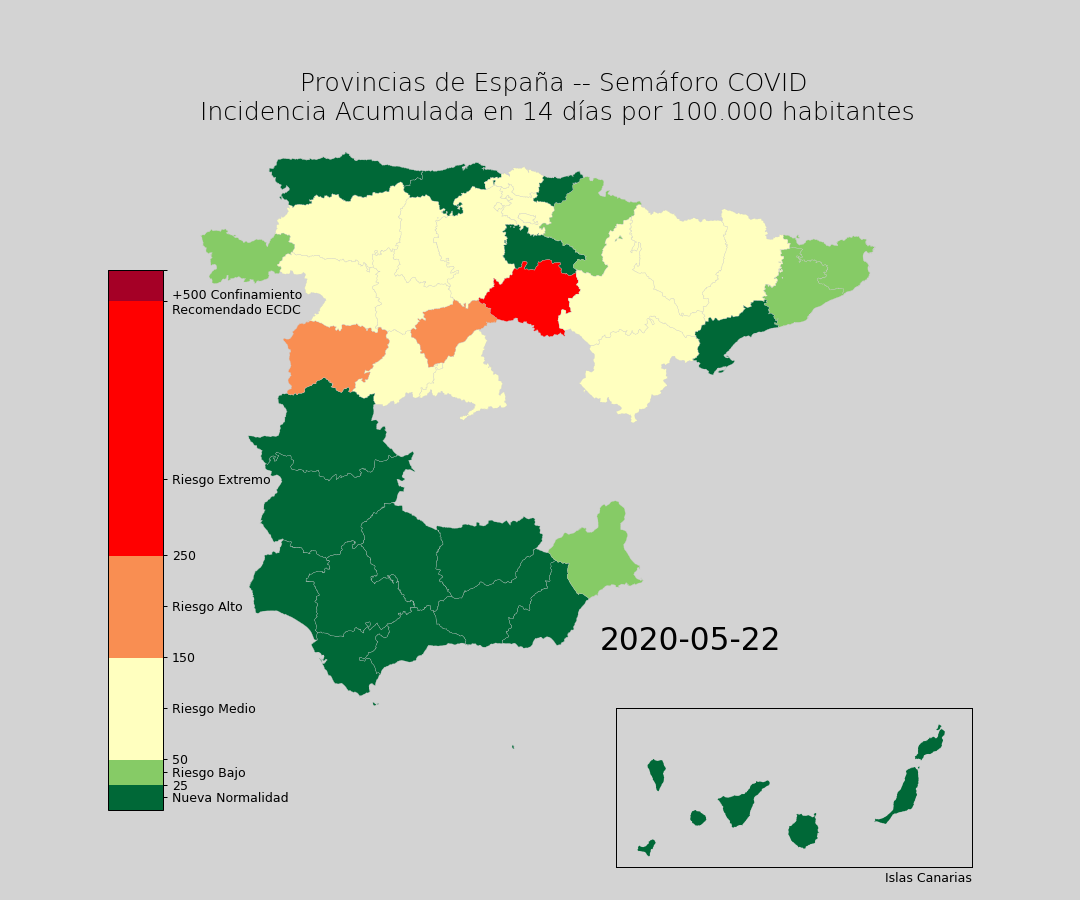 Provincias de España -- Semáforo COVID
Incidencia Acumulada en 14 días por 100.000 habitantes
+500 Confinamiento
Recomendado ECDC
Riesgo Extremo
250
Riesgo Alto
150
Riesgo Medio
50
Riesgo Bajo
25
Nueva Normalidad
2020-05-22
Islas Canarias